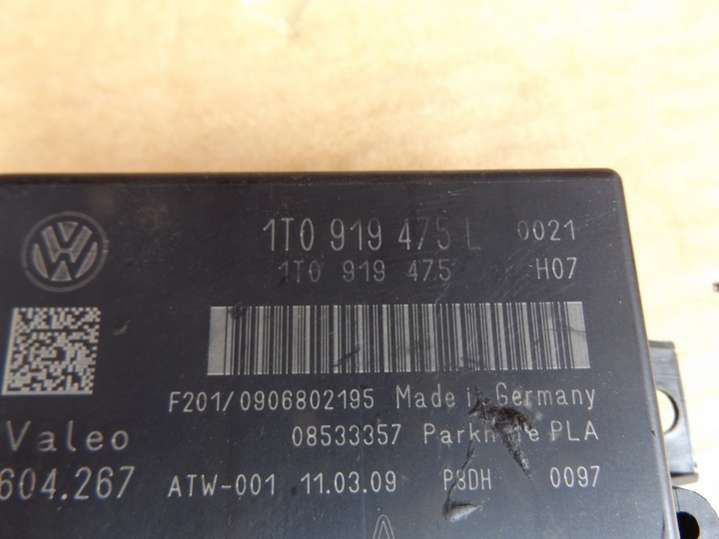 1T0 919 475 L 0021
1T0 919 475 H07
F201/0906802195 Made in Germany
Valeo 08533357 Parkhilfe PLA
604.267 ATW-001 11.03.09 P8DH 0097